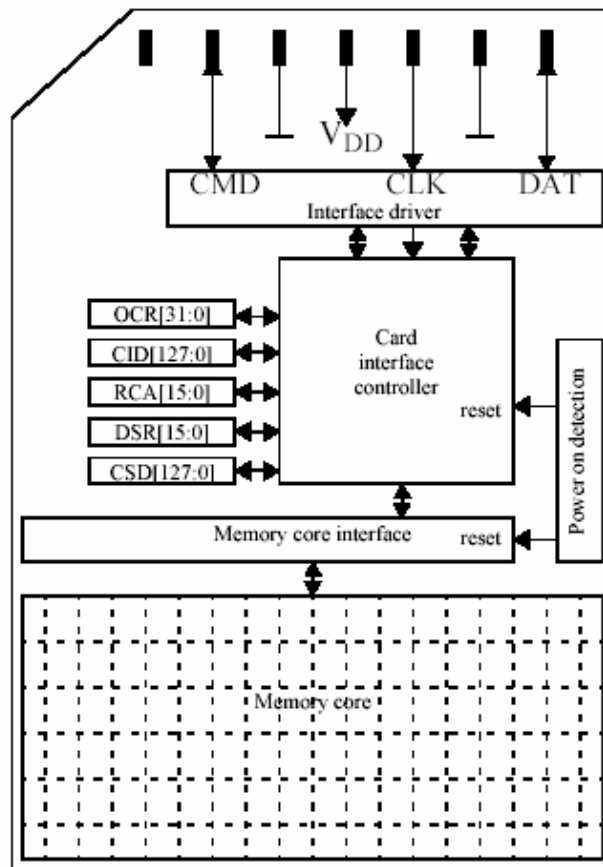 V_DD
CMD CLK DAT
Interface driver
OCR[31:0]
CID[127:0]
RCA[15:0]
DSR[15:0]
CSD[127:0]
Card
interface
controller
reset
Power on detection
Memory core interface
reset
Memory core